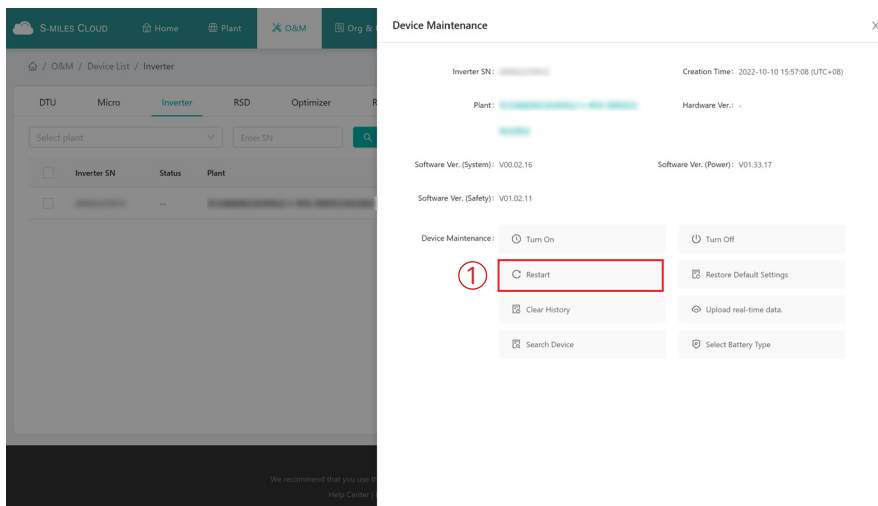 S-MILES CLOUD Home Plant O&M Org &
/ O&M / Device List / Inverter
DTU Micro Inverter RSD Optimizer
Select plant Enter SN
Inverter SN Status Plant
--
We recommend that you use
Help Center |
Device Maintenance X
Inverter SN: Creation Time: 2022-10-10 15:57:08 (UTC+08)
Plant: Hardware Ver.: -
Software Ver. (System): V00.02.16 Software Ver. (Power): V01.33.17
Software Ver. (Safety): V01.02.11
Device Maintenance: Turn On Turn Off
① Restart Restore Default Settings
Clear History Upload real-time data.
Search Device Select Battery Type